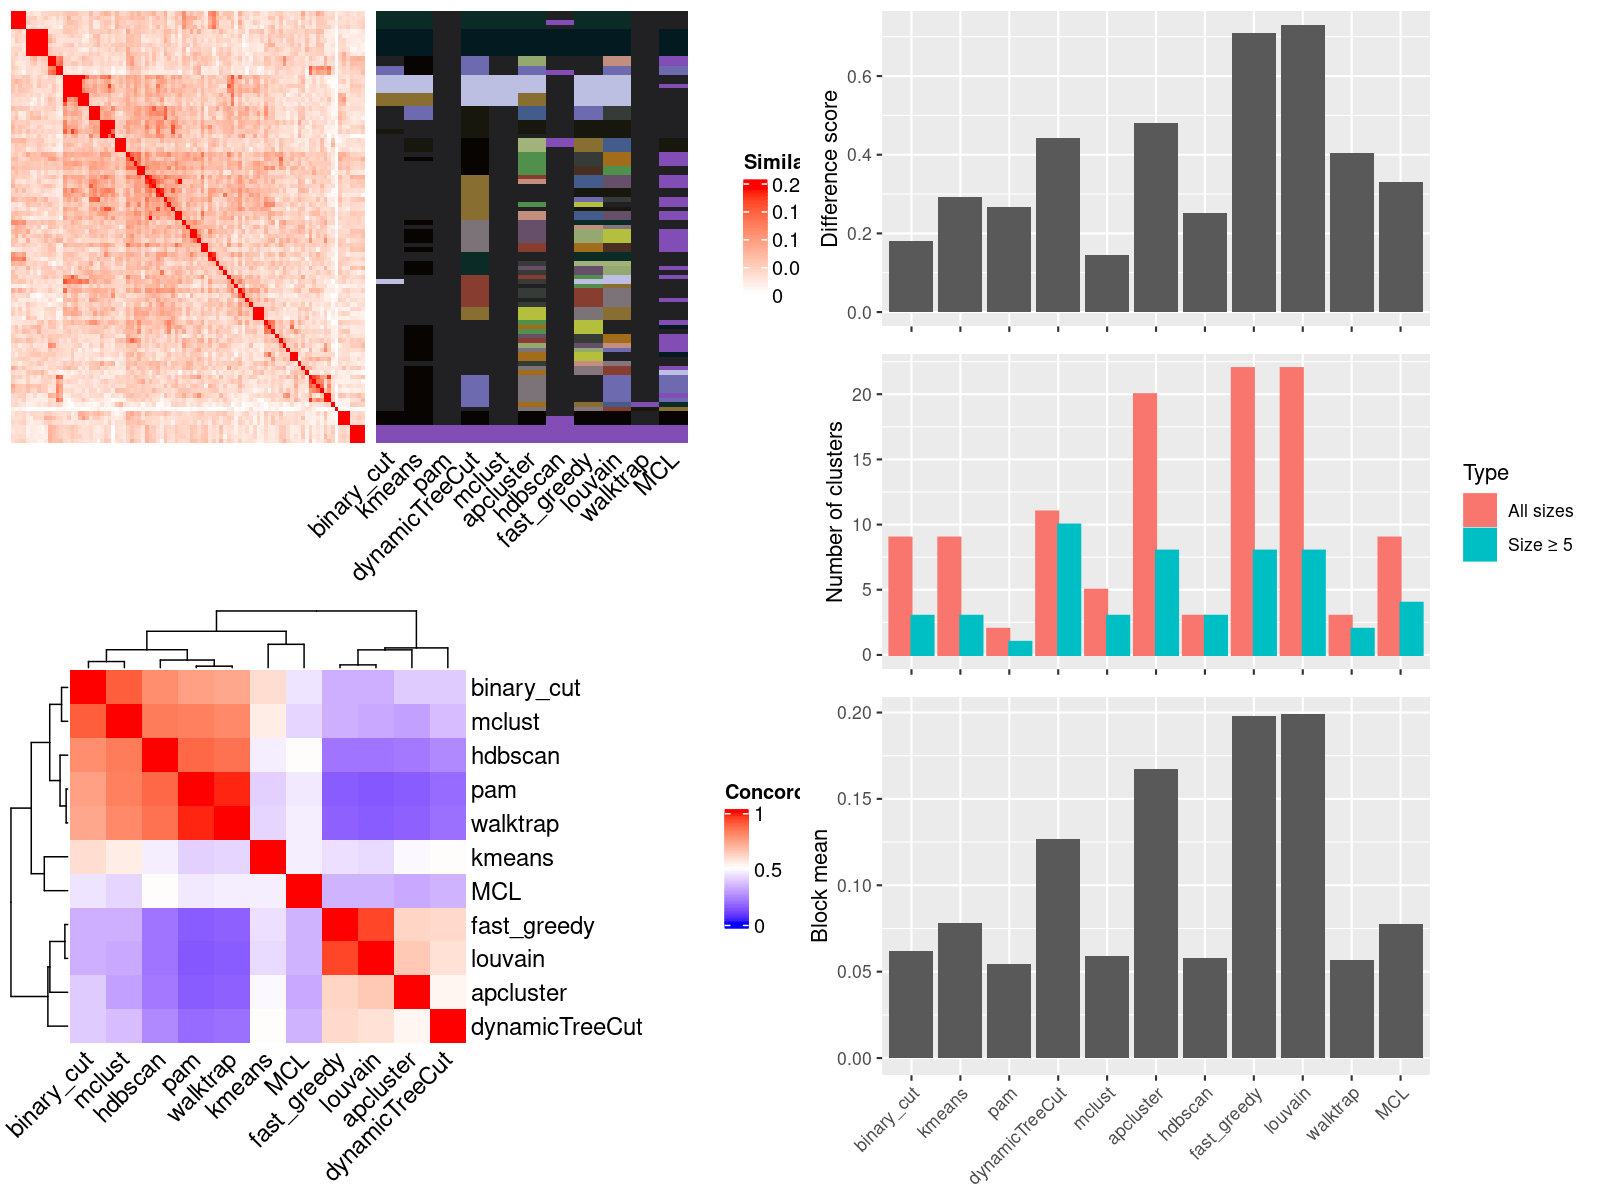 Simila
0.2
0.1
0.1
0.0
0
binary_cut
kmeans
pam
dynamicTreeCut
mclust
apcluster
hdbscan
fast_greedy
louvain
walktrap
MCL
binary_cut
mclust
hdbscan
pam
walktrap
kmeans
MCL
fast_greedy
louvain
apcluster
dynamicTreeCut
binary_cut
mclust
hdbscan
pam
walktrap
kmeans
MCL
fast_greedy
louvain
apcluster
dynamicTreeCut
Concord
1
0.5
0
Difference score
0.6
0.4
0.2
0.0
Number of clusters
20
15
10
5
0
Type
All sizes
Size ≥ 5
Block mean
0.20
0.15
0.10
0.05
0.00
binary_cut
kmeans
pam
dynamicTreeCut
mclust
apcluster
hdbscan
fast_greedy
louvain
walktrap
MCL